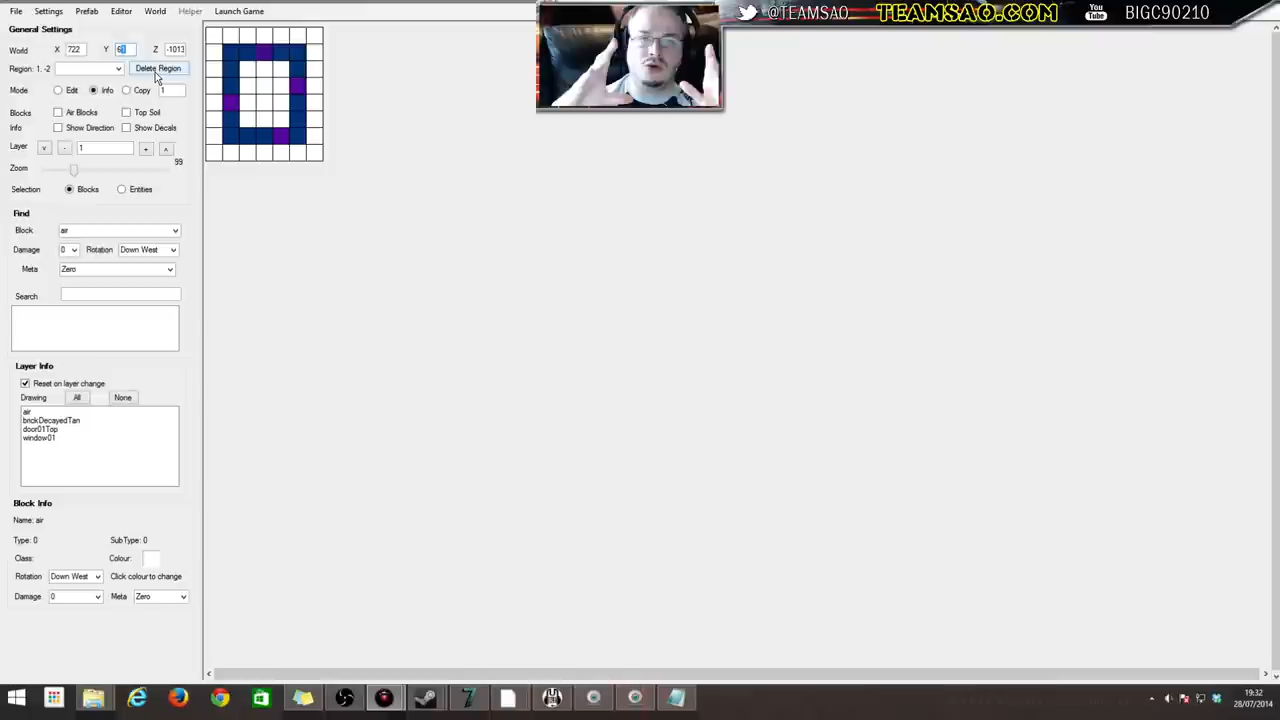 File Settings Prefab Editor World Helper Launch Game
@TEAMSAO TEAMSAO.COM You Tube BIGC90210
General Settings
World X 722 Y 61 Z -1013
Region: 1. -2 Delete Region
Mode Edit Info Copy 1
Blocks Air Blocks Top Soil
Info Show Direction Show Decals
Layer v - 1 + ^
99
Zoom
Selection Blocks Entities
Find
Block air
Damage 0 Rotation Down West
Meta Zero
Search
Layer Info
Reset on layer change
Drawing All None
air
brickDecayedTan
door01Top
window01
Block Info
Name: air
Type: 0 SubType: 0
Class: Colour:
Rotation Down West Click colour to change
Damage 0 Meta Zero
19:32
28/07/2014